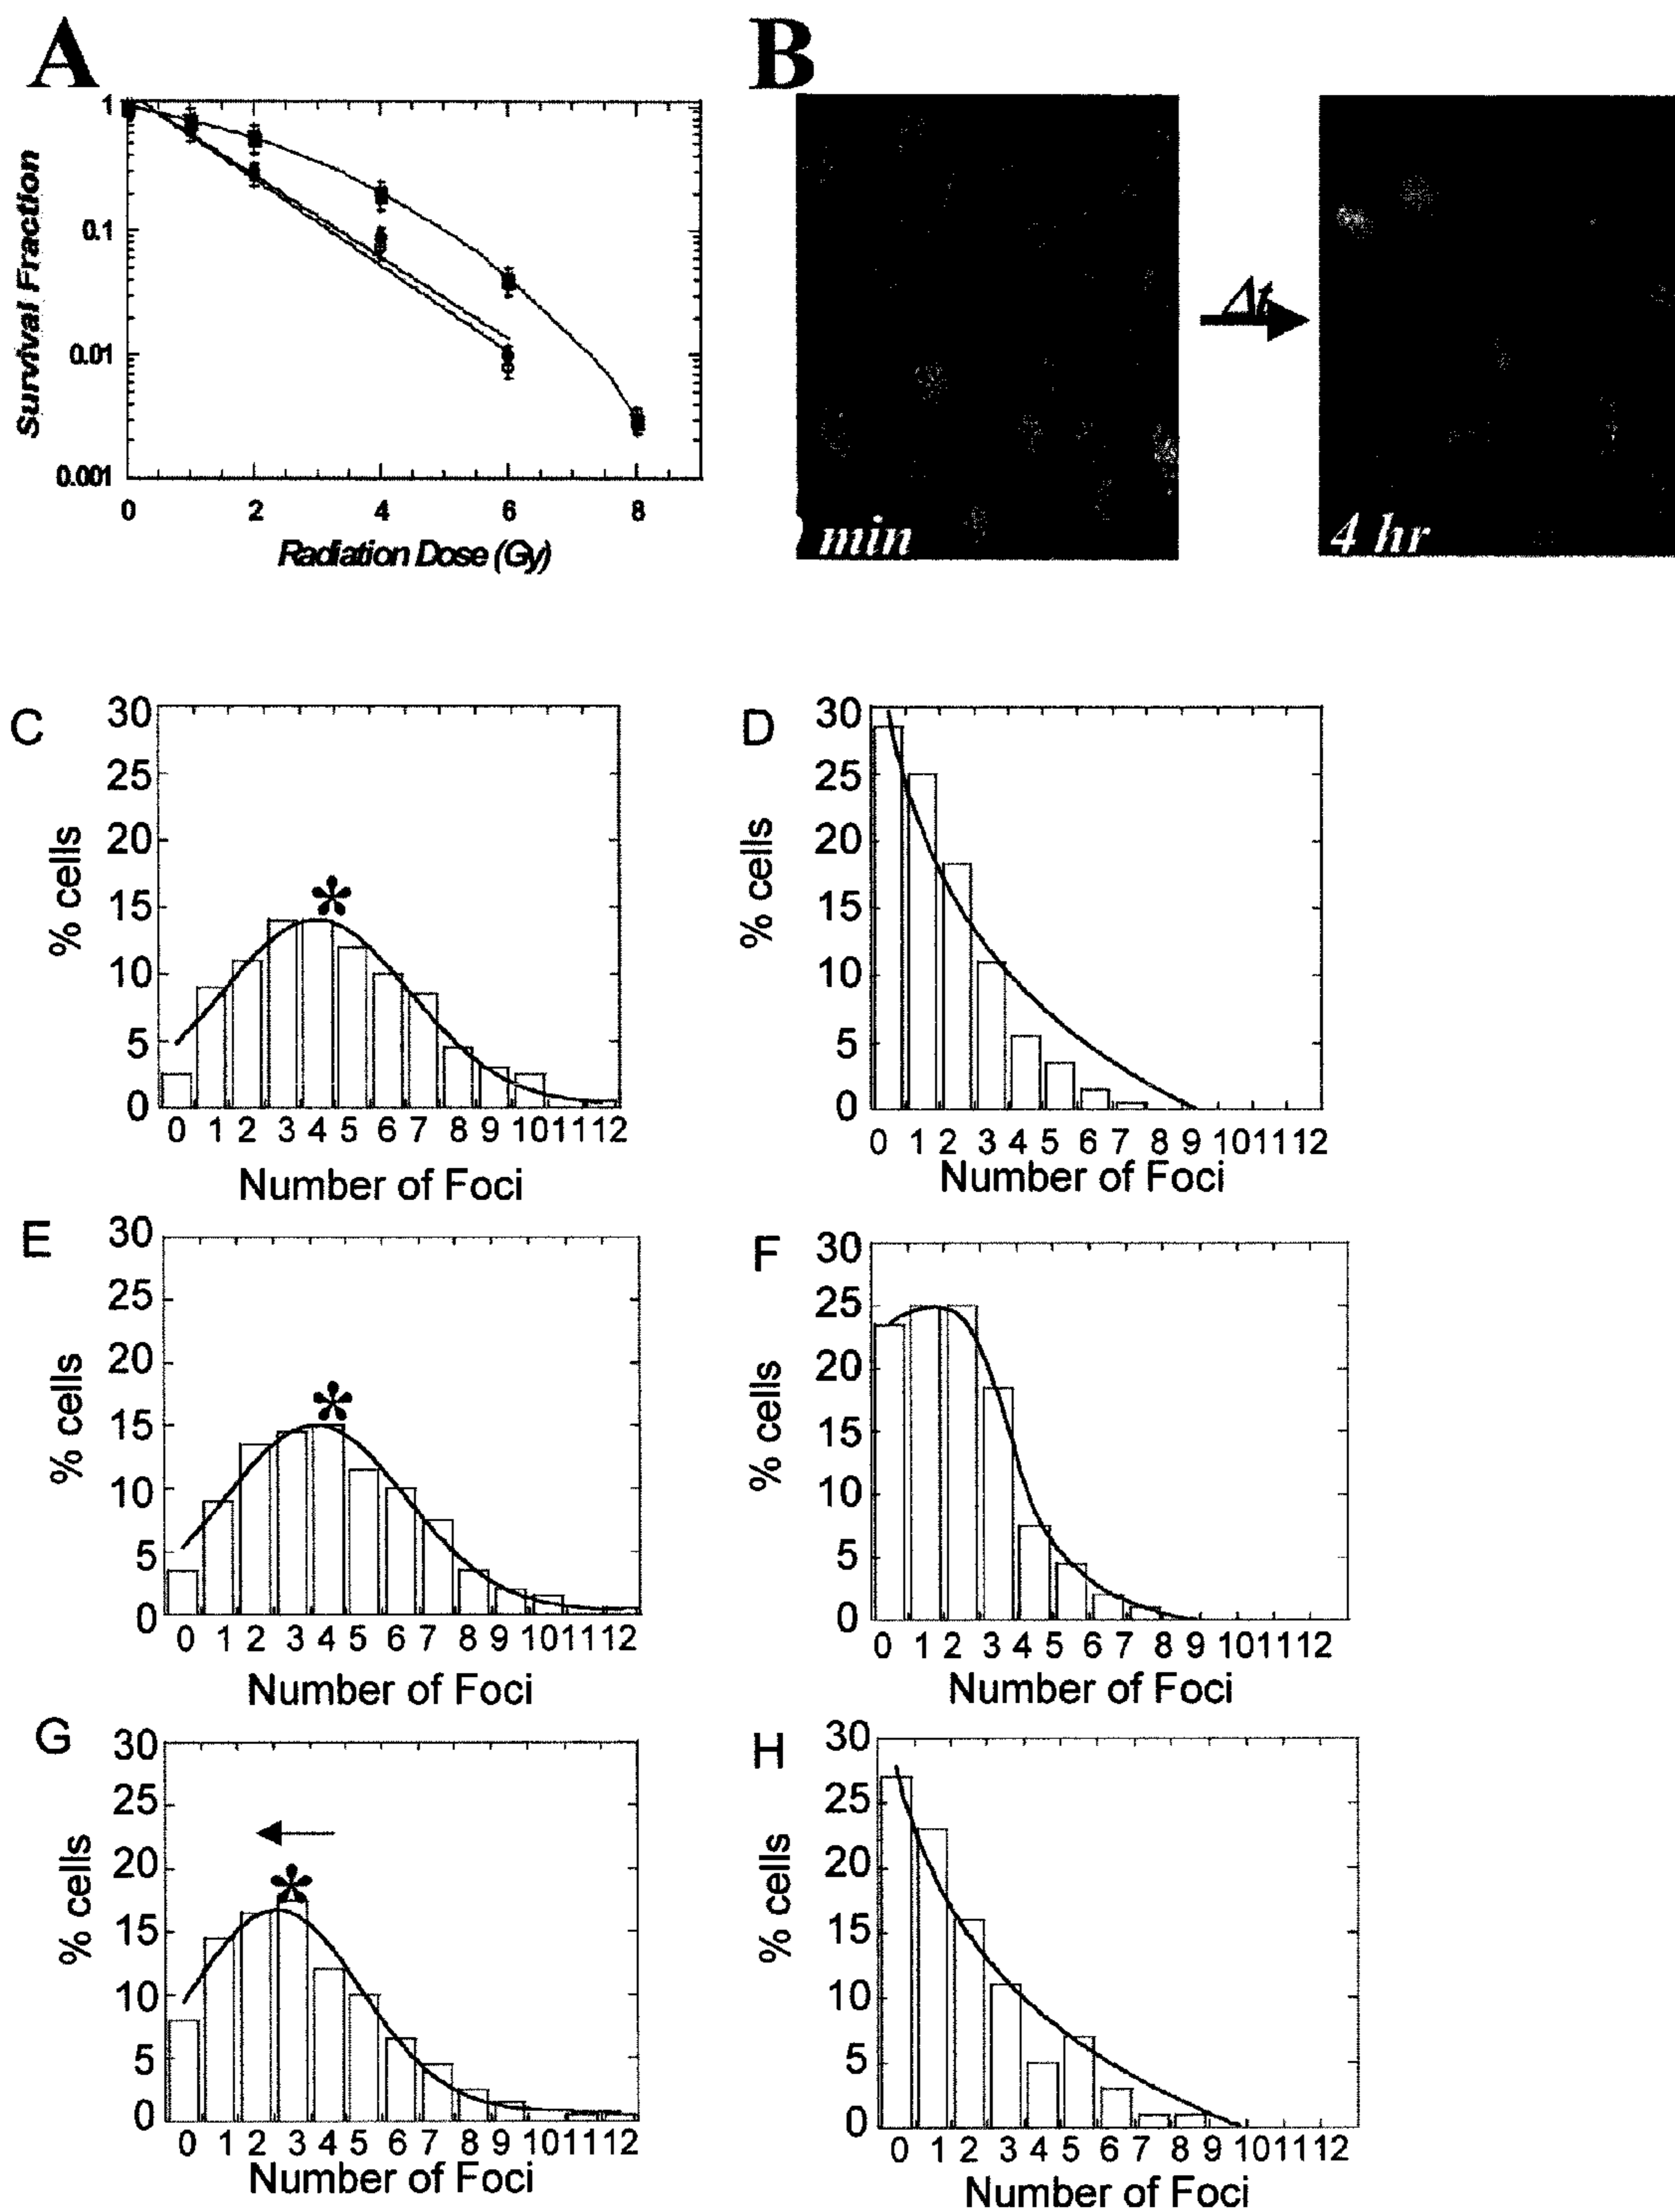 A
B
1
0.1
0.01
0.001
Survival Fraction
0 2 4 6 8
Radiation Dose (Gy)
min
Δt
4 hr
C
30
25
20
15
10
5
0
% cells
*
0 1 2 3 4 5 6 7 8 9 10 11 12
Number of Foci
D
30
25
20
15
10
5
0
% cells
0 1 2 3 4 5 6 7 8 9 10 11 12
Number of Foci
E
30
25
20
15
10
5
0
% cells
*
0 1 2 3 4 5 6 7 8 9 10 11 12
Number of Foci
F
30
25
20
15
10
5
0
% cells
0 1 2 3 4 5 6 7 8 9 10 11 12
Number of Foci
G
30
25
20
15
10
5
0
% cells
*
0 1 2 3 4 5 6 7 8 9 10 11 12
Number of Foci
H
30
25
20
15
10
5
0
% cells
0 1 2 3 4 5 6 7 8 9 10 11 12
Number of Foci